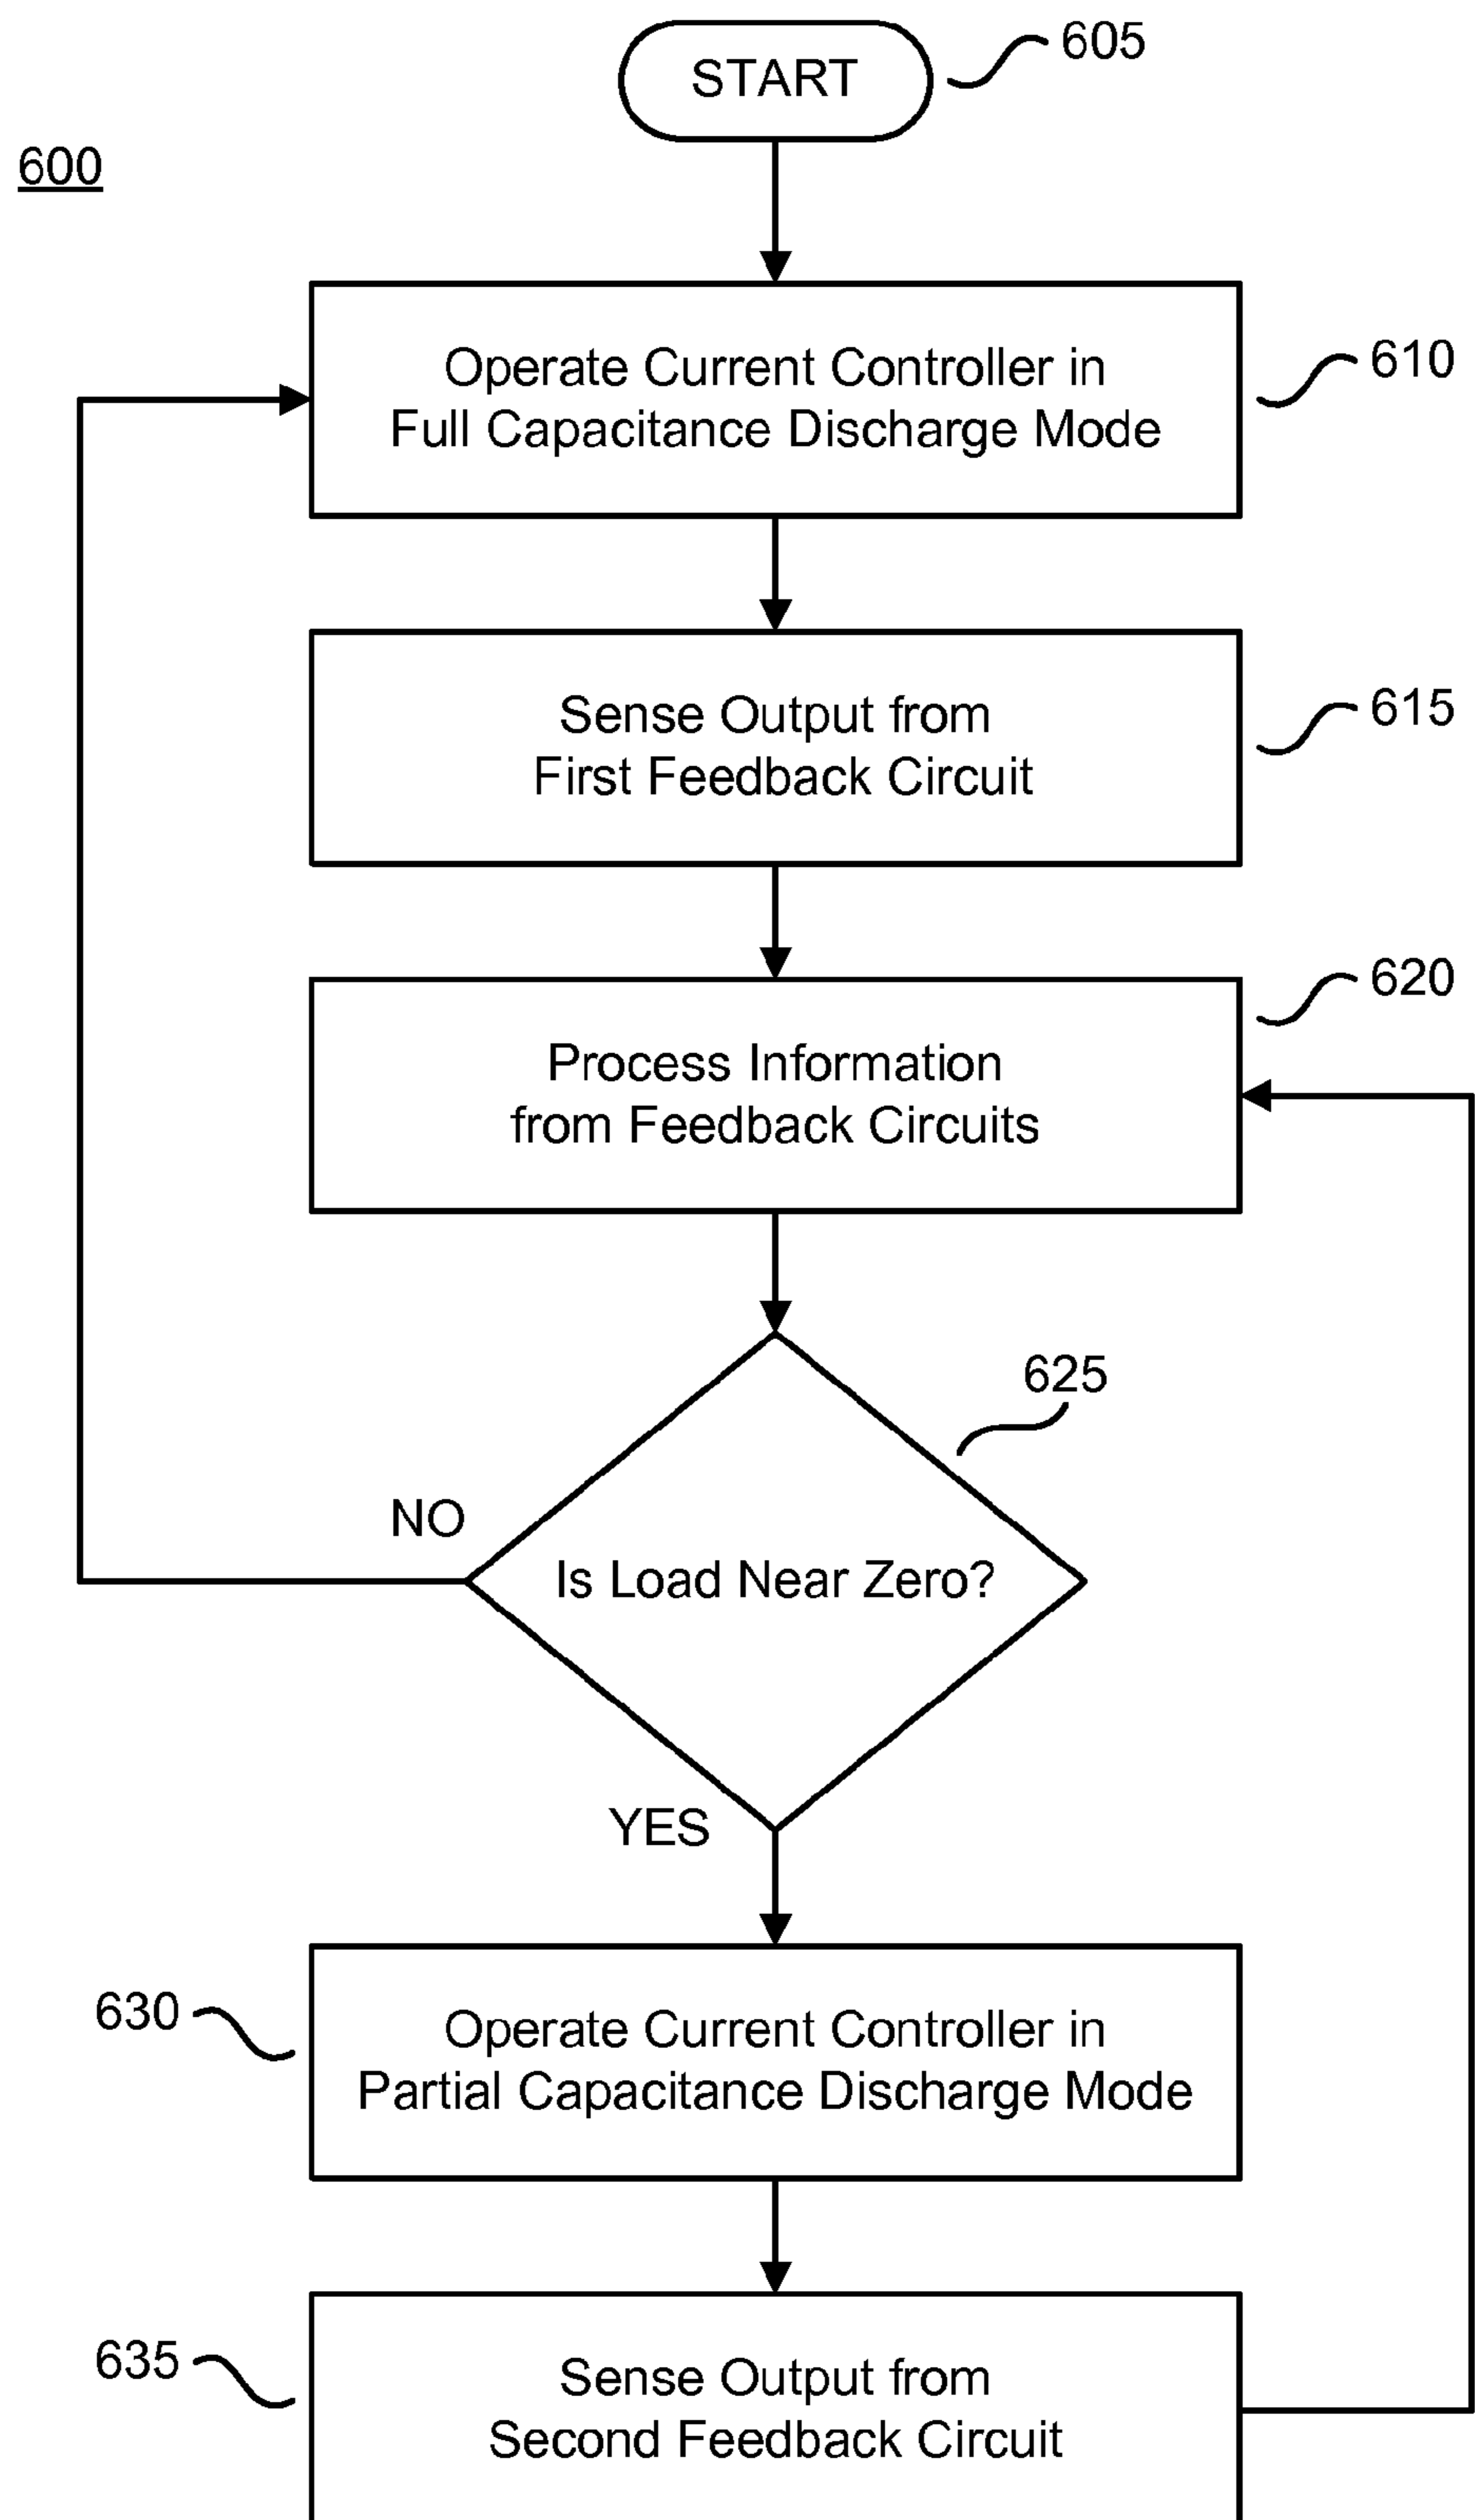 START
605
600
Operate Current Controller in
Full Capacitance Discharge Mode
610
Sense Output from
First Feedback Circuit
615
620
Process Information
from Feedback Circuits
625
NO
Is Load Near Zero?
YES
630
Operate Current Controller in
Partial Capacitance Discharge Mode
635
Sense Output from
Second Feedback Circuit